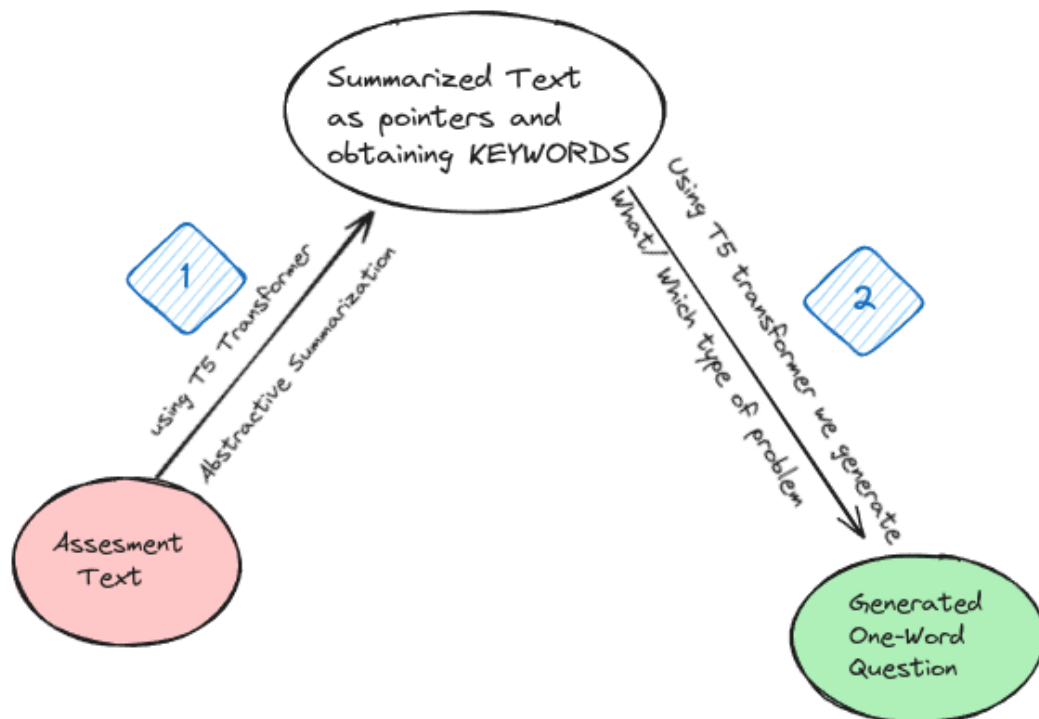 Summarized Text
as pointers and
obtaining KEYWORDS
1
using T5 Transformer
Abstractive Summarization
Using T5 transformer we generate
What/ Which type of problem
2
Assesment
Text
Generated
One-Word
Question